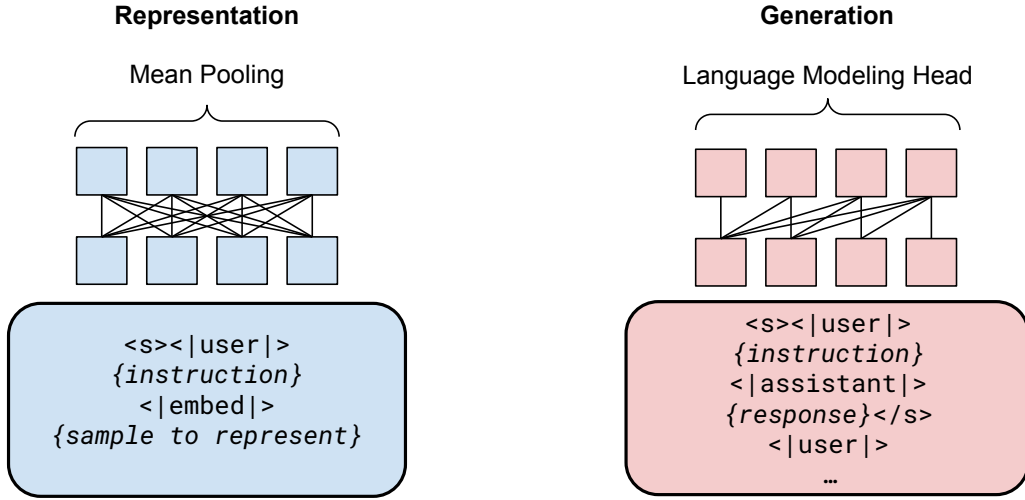 Representation
Mean Pooling
<s><|user|>
{instruction}
<|embed|>
{sample to represent}
Generation
Language Modeling Head
<s><|user|>
{instruction}
<|assistant|>
{response}</s>
<|user|>
…